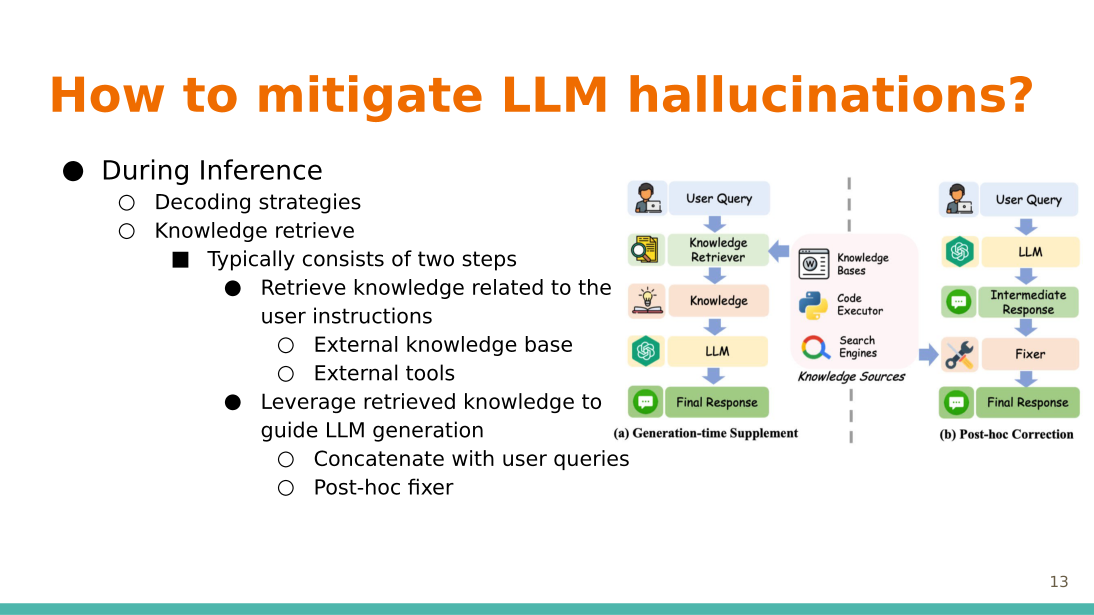 How to mitigate LLM hallucinations?
● During Inference
○ Decoding strategies
○ Knowledge retrieve
■ Typically consists of two steps
● Retrieve knowledge related to the
user instructions
○ External knowledge base
○ External tools
● Leverage retrieved knowledge to
guide LLM generation
○ Concatenate with user queries
○ Post-hoc fixer
User Query
Knowledge
Retriever
Knowledge
LLM
Final Response
(a) Generation-time Supplement
W
Knowledge
Bases
Code
Executor
Search
Engines
Knowledge Sources
User Query
LLM
Intermediate
Response
Fixer
Final Response
(b) Post-hoc Correction
13